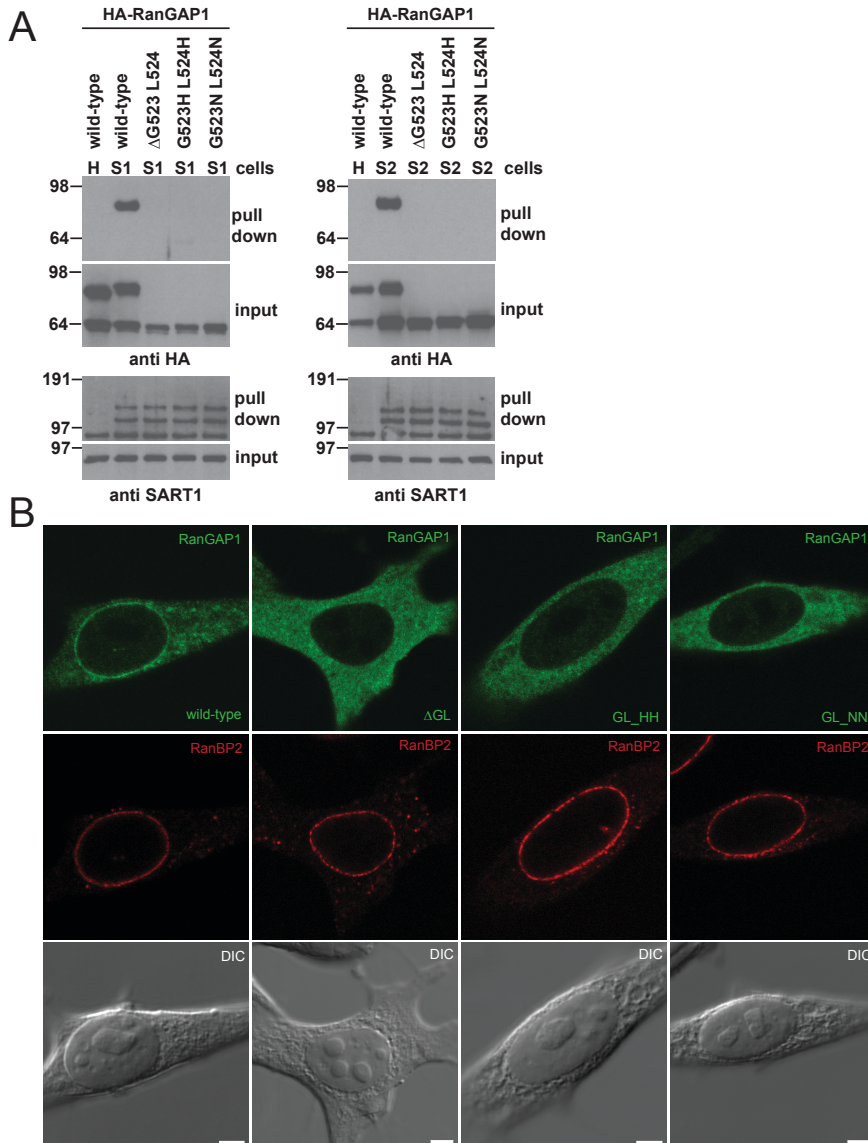 A
HA-RanGAP1
wild-type
wild-type
ΔG523 L524
G523H L524H
G523N L524N
H S1 S1 S1 S1 cells
98
64
pull
down
98
64
input
anti HA
191
97
pull
down
97
input
anti SART1
HA-RanGAP1
wild-type
wild-type
ΔG523 L524
G523H L524H
G523N L524N
H S2 S2 S2 S2 cells
98
64
pull
down
98
64
input
anti HA
191
97
pull
down
97
input
anti SART1
B
RanGAP1 RanGAP1 RanGAP1 RanGAP1
wild-type ΔGL GL_HH GL_NN
RanBP2 RanBP2 RanBP2 RanBP2
DIC DIC DIC DIC